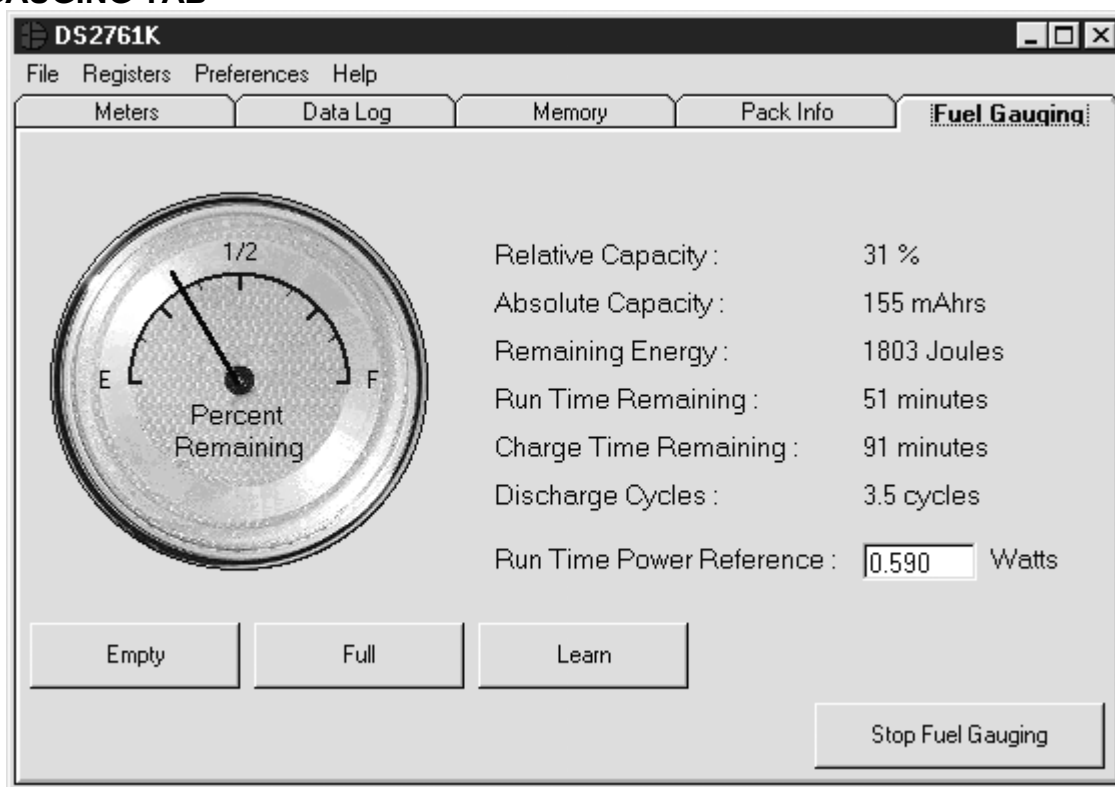 DS2761K
File Registers Preferences Help
Meters Data Log Memory Pack Info Fuel Gauging
1/2
E F
Percent
Remaining
Relative Capacity : 31 %
Absolute Capacity : 155 mAhrs
Remaining Energy : 1803 Joules
Run Time Remaining : 51 minutes
Charge Time Remaining : 91 minutes
Discharge Cycles : 3.5 cycles
Run Time Power Reference : 0.590 Watts
Empty Full Learn
Stop Fuel Gauging